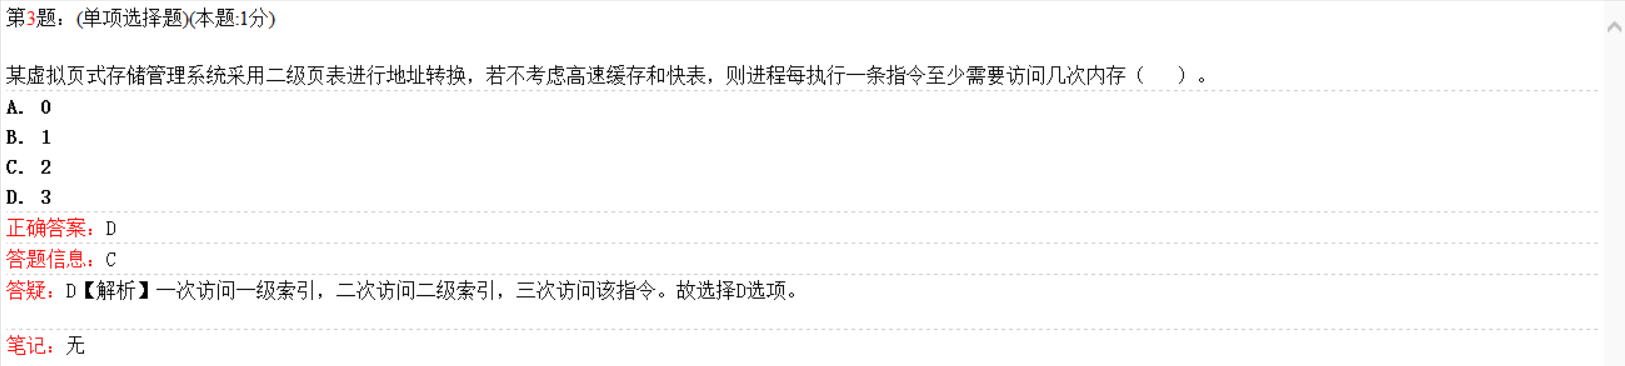 第3题：(单项选择题)(本题:1分)
某虚拟页式存储管理系统采用二级页表进行地址转换，若不考虑高速缓存和快表，则进程每执行一条指令至少需要访问几次内存（　　）。
A. 0
B. 1
C. 2
D. 3
正确答案：D
答题信息：C
答疑：D【解析】一次访问一级索引，二次访问二级索引，三次访问该指令。故选择D选项。
笔记：无